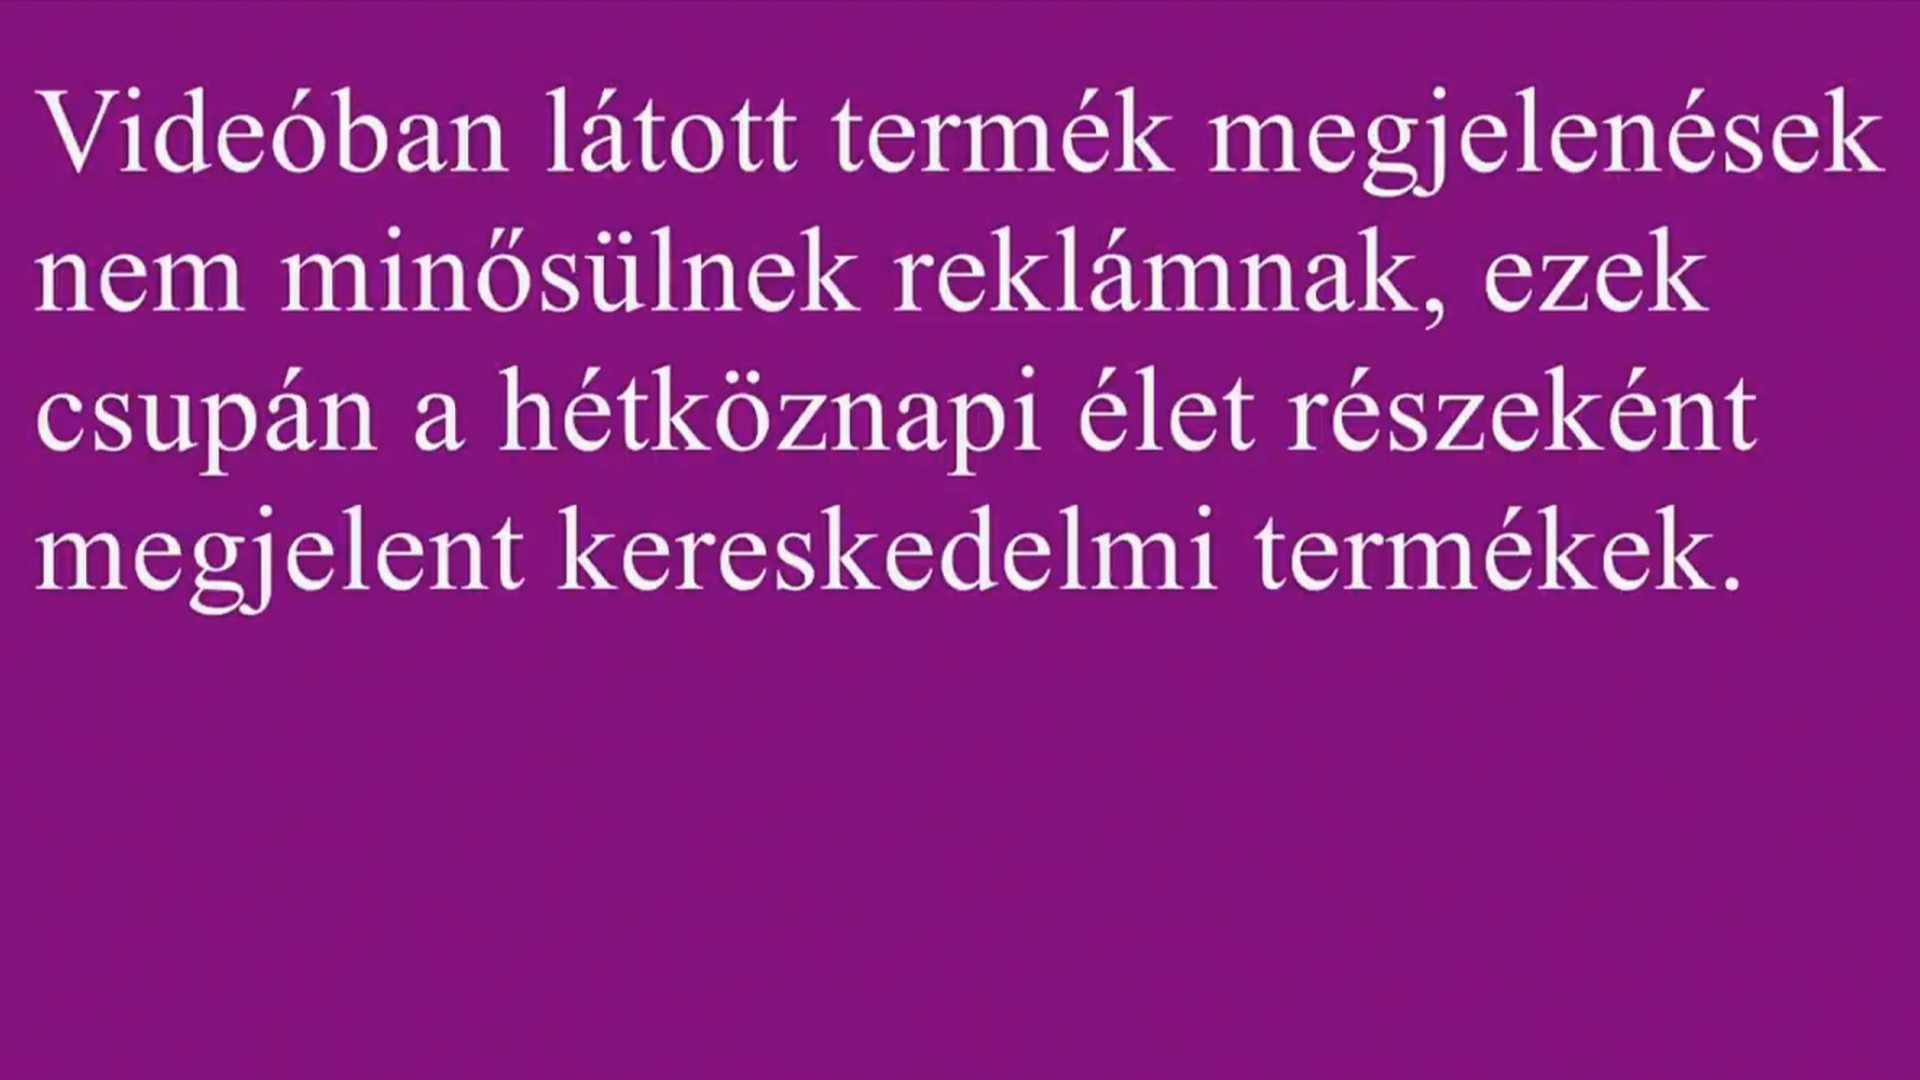 Videóban látott termék megjelenések
nem minősülnek reklámnak, ezek
csupán a hétköznapi élet részeként
megjelent kereskedelmi termékek.